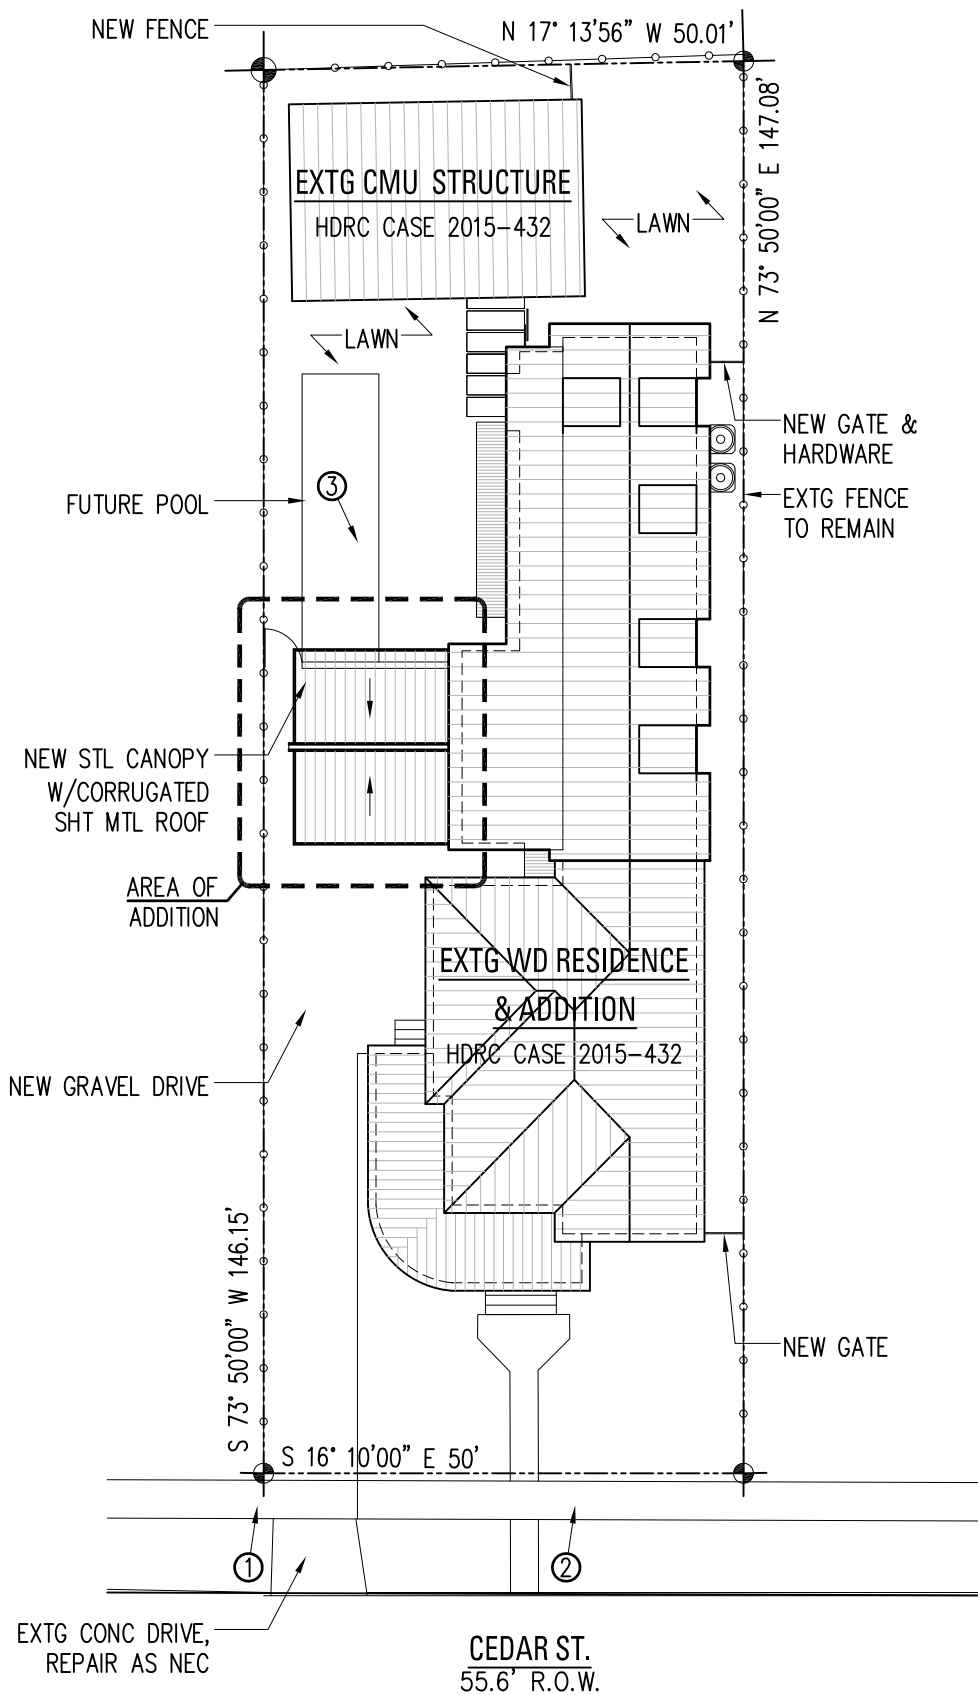 NEW FENCE
N 17° 13'56" W 50.01'
EXTG CMU STRUCTURE
HDRC CASE 2015-432
LAWN
N 73° 50'00" E 147.08'
LAWN
NEW GATE &
HARDWARE
FUTURE POOL
3
EXTG FENCE
TO REMAIN
NEW STL CANOPY
W/CORRUGATED
SHT MTL ROOF
AREA OF
ADDITION
EXTG WD RESIDENCE
& ADDITION
HDRC CASE 2015-432
NEW GRAVEL DRIVE
S 73° 50'00" W 146.15'
NEW GATE
S 16° 10'00" E 50'
1
2
EXTG CONC DRIVE,
REPAIR AS NEC
CEDAR ST.
55.6' R.O.W.